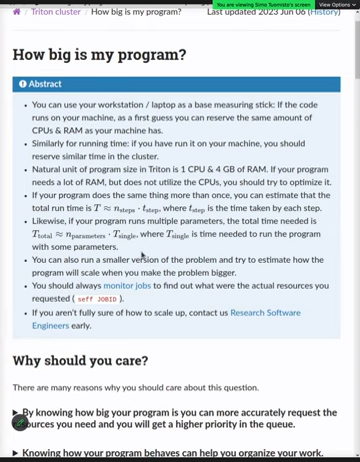 You are viewing Simo Tuomisto's screen View Options
Triton cluster / How big is my program? Last updated 2023 Jun 06 (History)
How big is my program?
Abstract
• You can use your workstation / laptop as a base measuring stick: If the code
runs on your machine, as a first guess you can reserve the same amount of
CPUs & RAM as your machine has.
• Similarly for running time: if you have run it on your machine, you should
reserve similar time in the cluster.
• Natural unit of program size in Triton is 1 CPU & 4 GB of RAM. If your program
needs a lot of RAM, but does not utilize the CPUs, you should try to optimize it.
• If your program does the same thing more than once, you can estimate that the
total run time is T ≈ n_steps · t_step, where t_step is the time taken by each step.
• Likewise, if your program runs multiple parameters, the total time needed is
T_total ≈ n_parameters · T_single, where T_single is time needed to run the program
with some parameters.
• You can also run a smaller version of the problem and try to estimate how the
program will scale when you make the problem bigger.
• You should always monitor jobs to find out what were the actual resources you
requested ( seff JOBID ).
• If you aren't fully sure of how to scale up, contact us Research Software
Engineers early.
Why should you care?
There are many reasons why you should care about this question.
▶ By knowing how big your program is you can more accurately request the
resources you need and you will get a higher priority in the queue.
▶ Knowing how your program behaves can help you organize your work.